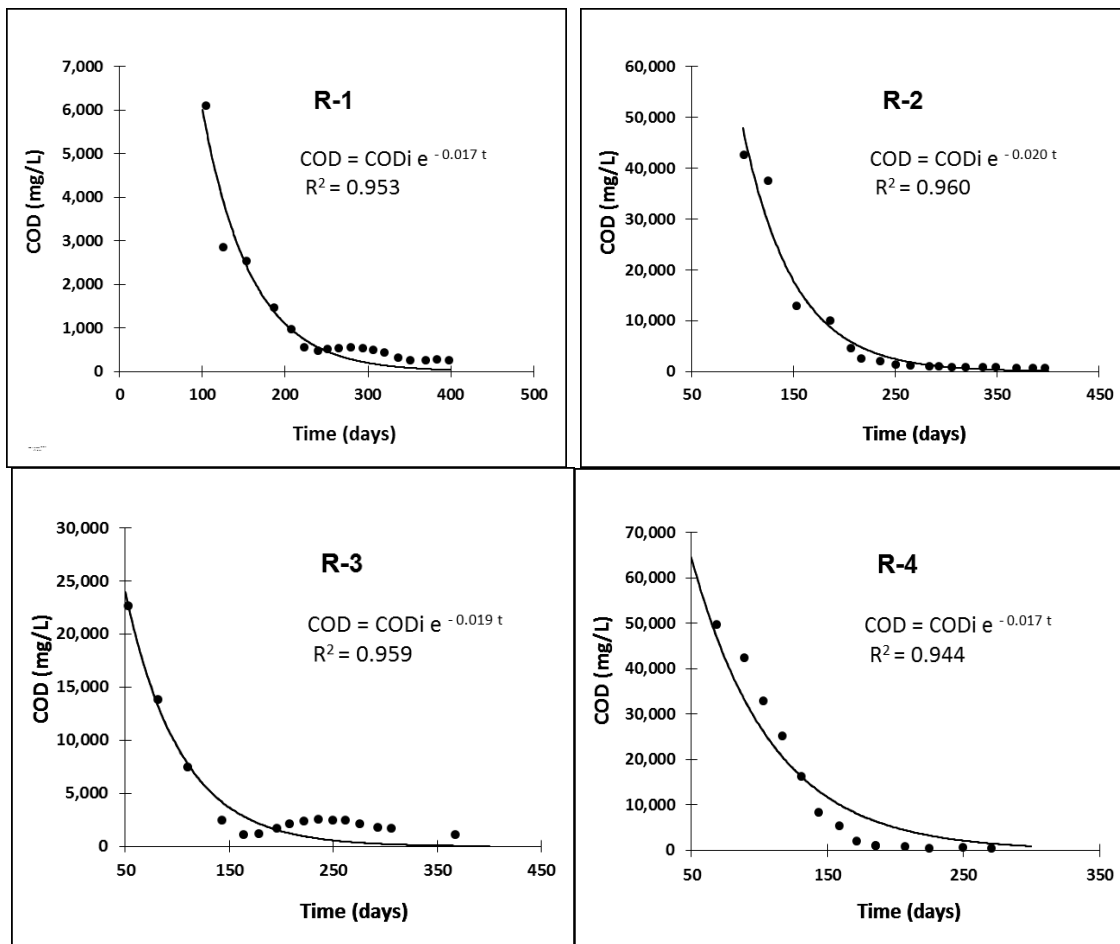 7,000
6,000
5,000
4,000
3,000
2,000
1,000
0
COD (mg/L)
R-1
COD = CODi e - 0.017 t
R2 = 0.953
0 100 200 300 400 500
Time (days)
60,000
50,000
40,000
30,000
20,000
10,000
0
COD (mg/L)
R-2
COD = CODi e - 0.020 t
R2 = 0.960
50 150 250 350 450
Time (days)
30,000
25,000
20,000
15,000
10,000
5,000
0
COD (mg/L)
R-3
COD = CODi e - 0.019 t
R2 = 0.959
50 150 250 350 450
Time (days)
70,000
60,000
50,000
40,000
30,000
20,000
10,000
0
COD (mg/L)
R-4
COD = CODi e - 0.017 t
R2 = 0.944
50 150 250 350
Time (days)